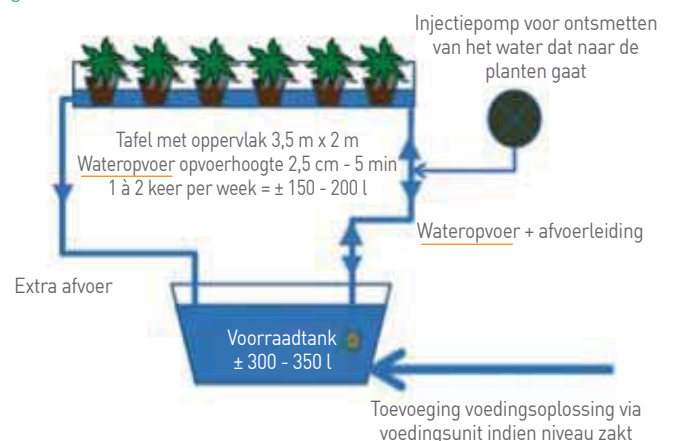 Injectiepomp voor ontsmetten
van het water dat naar de
planten gaat
Tafel met oppervlak 3,5 m x 2 m
Wateropvoer opvoerhoogte 2,5 cm - 5 min
1 à 2 keer per week = ± 150 - 200 l
Wateropvoer + afvoerleiding
Extra afvoer
Voorraadtank
± 300 - 350 l
Toevoeging voedingsoplossing via
voedingsunit indien niveau zakt